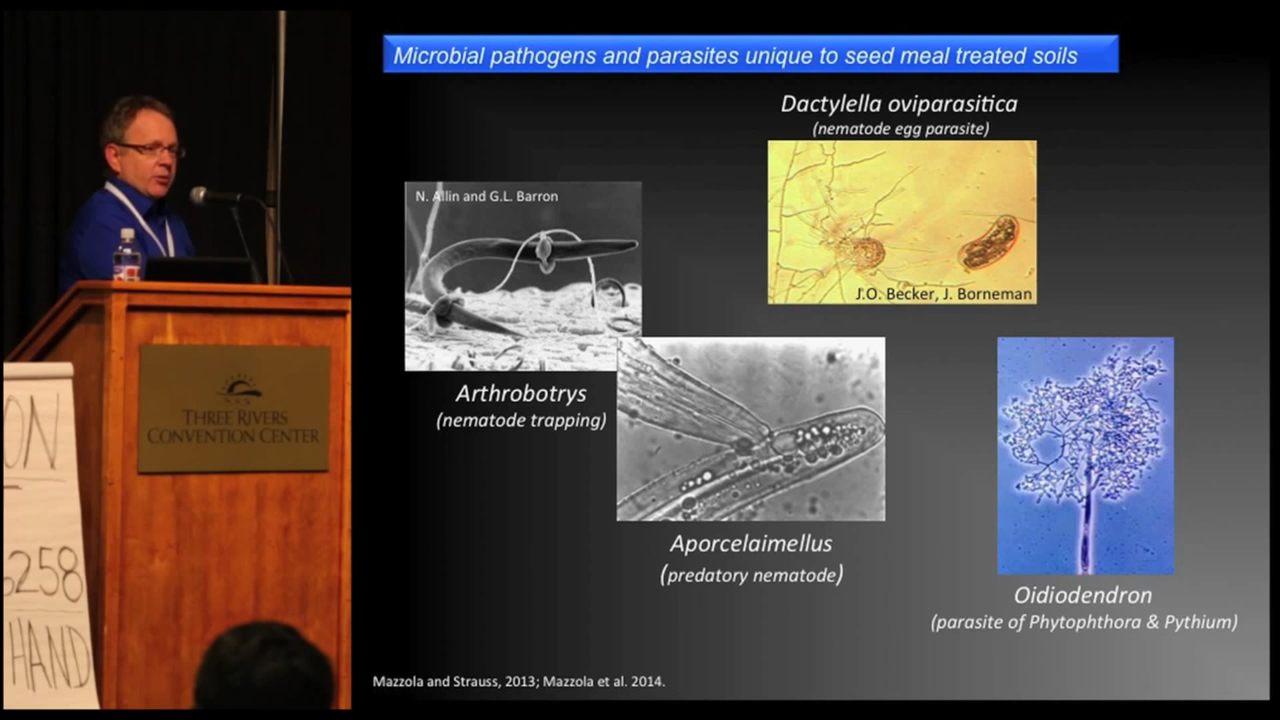 Microbial pathogens and parasites unique to seed meal treated soils
Dactylella oviparasitica
(nematode egg parasite)
N. Allin and G.L. Barron
J.O. Becker, J. Borneman
Arthrobotrys
(nematode trapping)
Aporcelaimellus
(predatory nematode)
Oidiodendron
(parasite of Phytophthora & Pythium)
Mazzola and Strauss, 2013; Mazzola et al. 2014.
THREE RIVERS
CONVENTION CENTER
ON
258
HAND